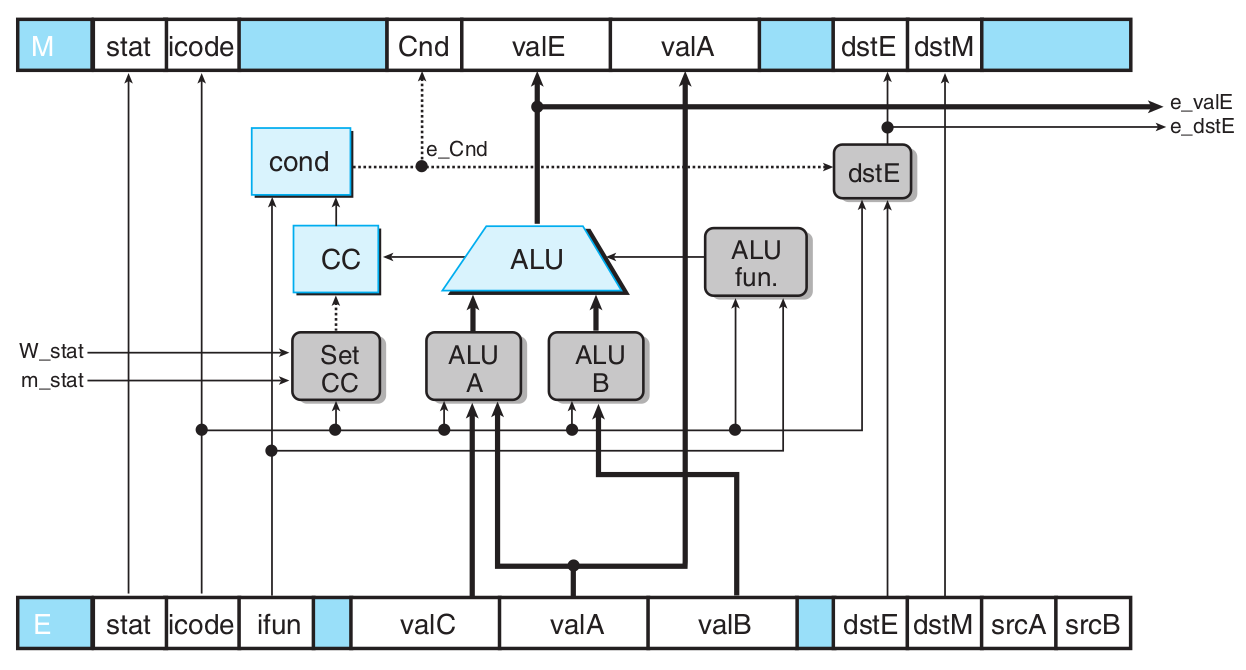 M stat icode Cnd valE valA dstE dstM
e_valE
e_dstE
e_Cnd
cond
dstE
CC
ALU
ALU
fun.
W_stat
m_stat
Set
CC
ALU
A
ALU
B
E stat icode ifun valC valA valB dstE dstM srcA srcB